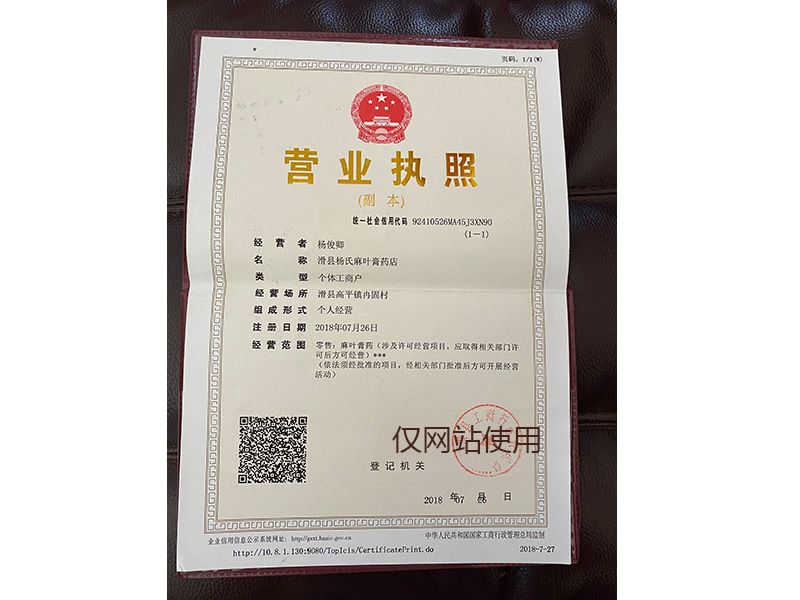 页码：1/1(W)
营业执照
(副 本)
统一社会信用代码 92410526MA45J3XN90
(1-1)
经营者 杨俊卿
名称 滑县杨氏麻叶膏药店
类型 个体工商户
经营场所 滑县高平镇冉固村
组成形式 个人经营
注册日期 2018年07月26日
经营范围 零售：麻叶膏药（涉及许可经营项目，应取得相关部门许
可后方可经营）***
（依法须经批准的项目，经相关部门批准后方可开展经营
活动）
仅网站使用
登记机关
2018 年 07 月 26 日
企业信用信息公示系统网址：http://gsxt.haaic.gov.cn
中华人民共和国国家工商行政管理总局监制
http://10.8.1.130:9080/TopIcis/CertificatePrint.do
2018-7-27